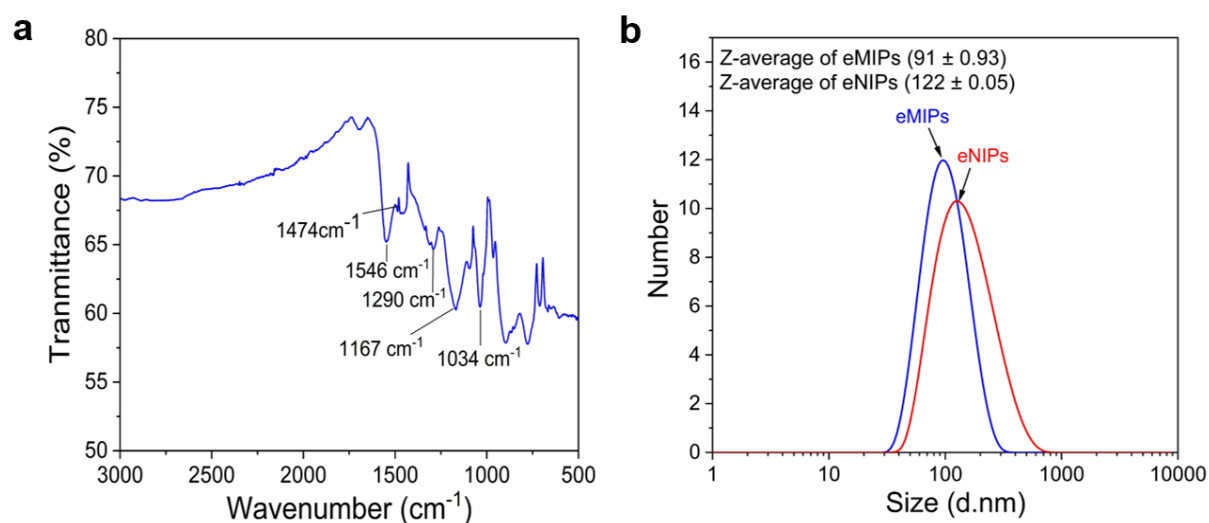 a
80
75
70
65
60
55
50
Tranmittance (%)
1474cm-1
1546 cm-1
1290 cm-1
1167 cm-1
1034 cm-1
3000 2500 2000 1500 1000 500
Wavenumber (cm-1)
b
Z-average of eMIPs (91 ± 0.93)
Z-average of eNIPs (122 ± 0.05)
eMIPs
eNIPs
16
14
12
10
8
6
4
2
0
Number
1 10 100 1000 10000
Size (d.nm)